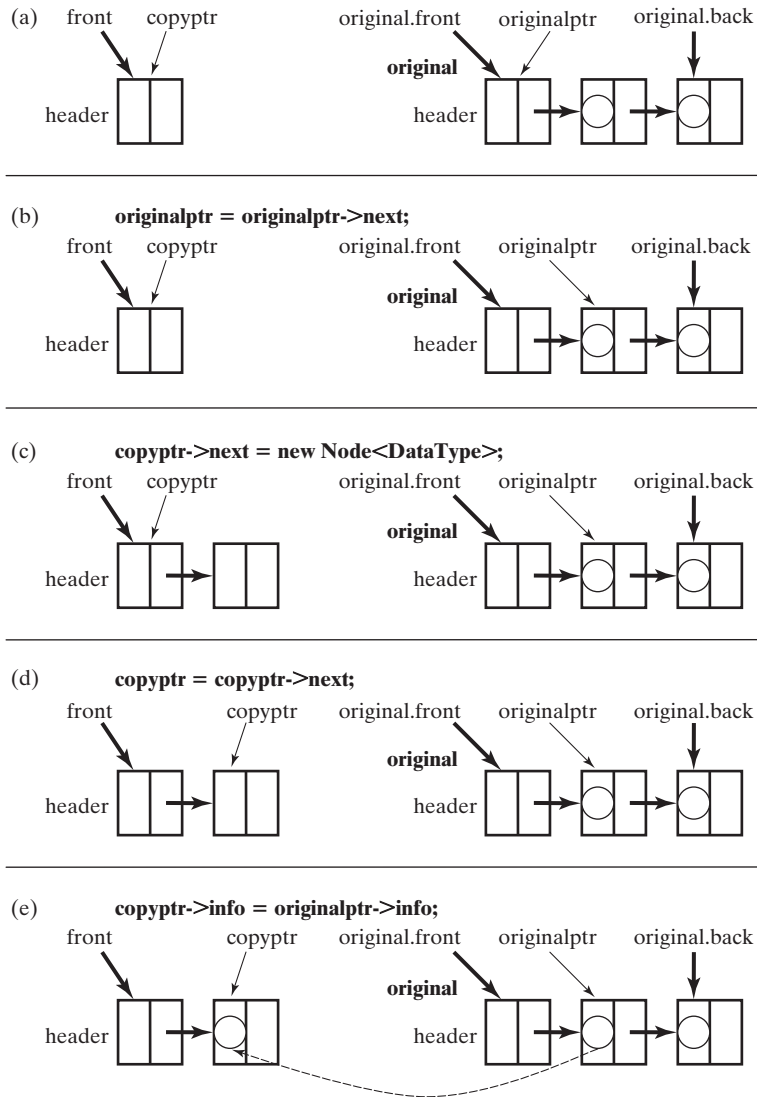 (a) front copyptr original.front originalptr original.back
original
header header
(b) originalptr = originalptr->next;
front copyptr original.front originalptr original.back
original
header header
(c) copyptr->next = new Node<DataType>;
front copyptr original.front originalptr original.back
original
header header
(d) copyptr = copyptr->next;
front copyptr original.front originalptr original.back
original
header header
(e) copyptr->info = originalptr->info;
front copyptr original.front originalptr original.back
original
header header